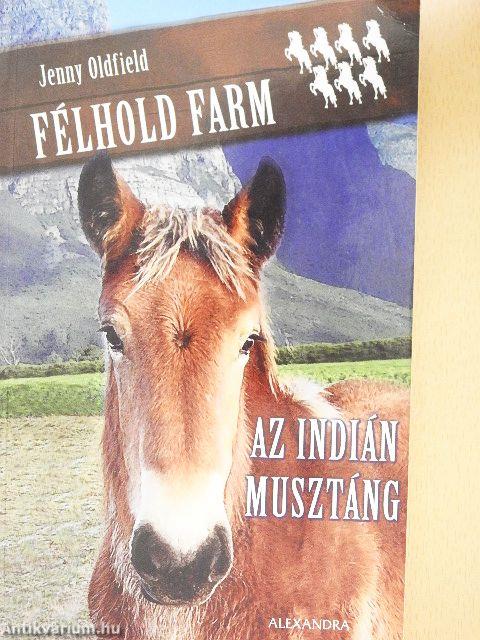 Jenny Oldfield
FÉLHOLD FARM
AZ INDIÁN
MUSZTÁNG
ALEXANDRA
Antikvarium.hu